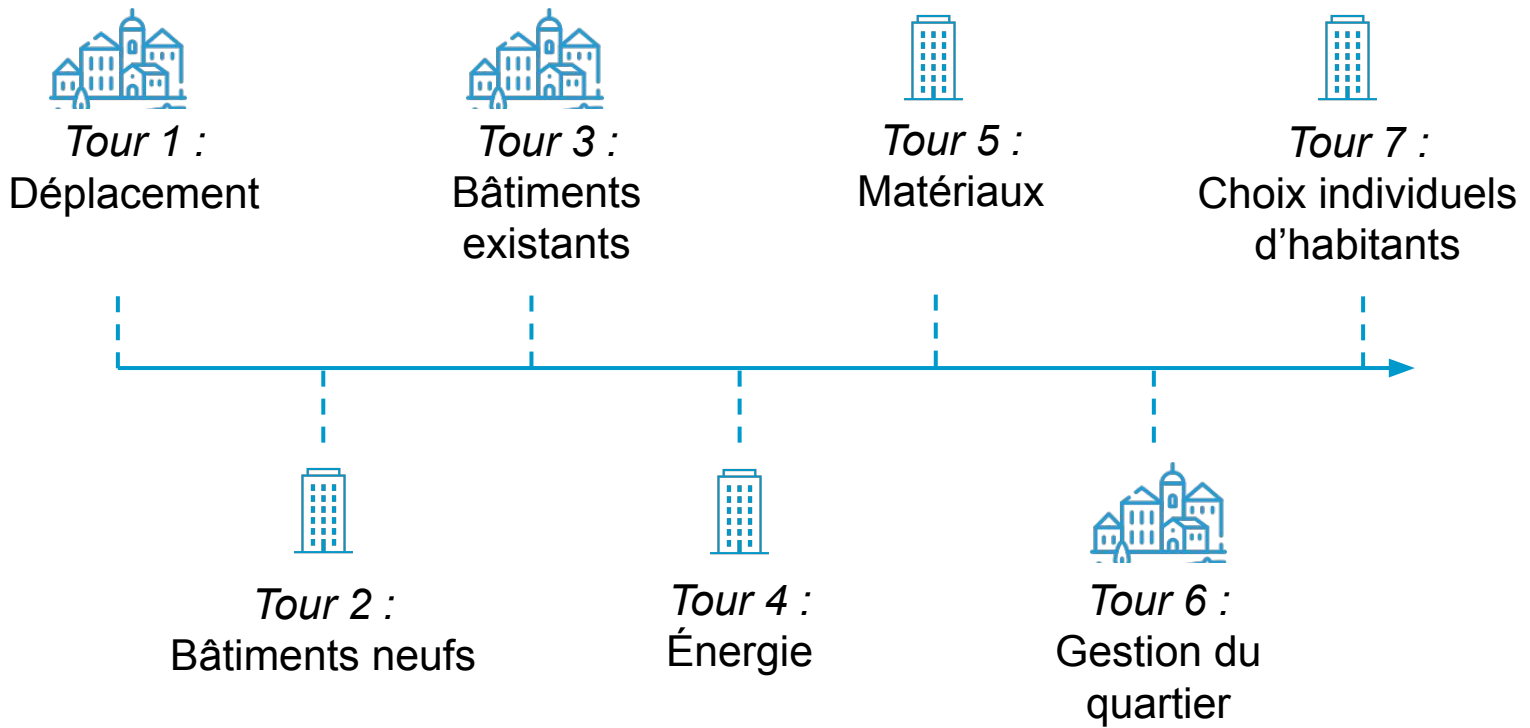 Tour 1 :
Déplacement
Tour 3 :
Bâtiments
existants
Tour 5 :
Matériaux
Tour 7 :
Choix individuels
d’habitants
Tour 2 :
Bâtiments neufs
Tour 4 :
Énergie
Tour 6 :
Gestion du
quartier